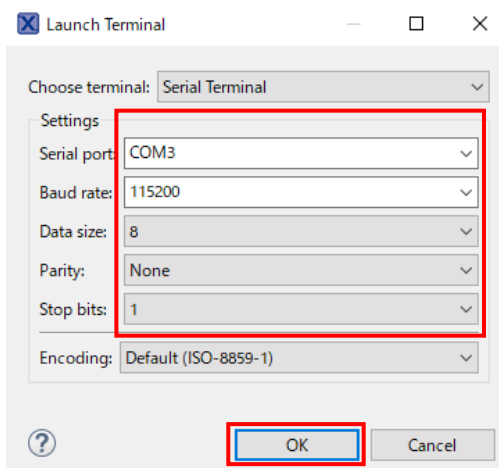 Launch Terminal
Choose terminal: Serial Terminal
Settings
Serial port: COM3
Baud rate: 115200
Data size: 8
Parity: None
Stop bits: 1
Encoding: Default (ISO-8859-1)
? OK Cancel